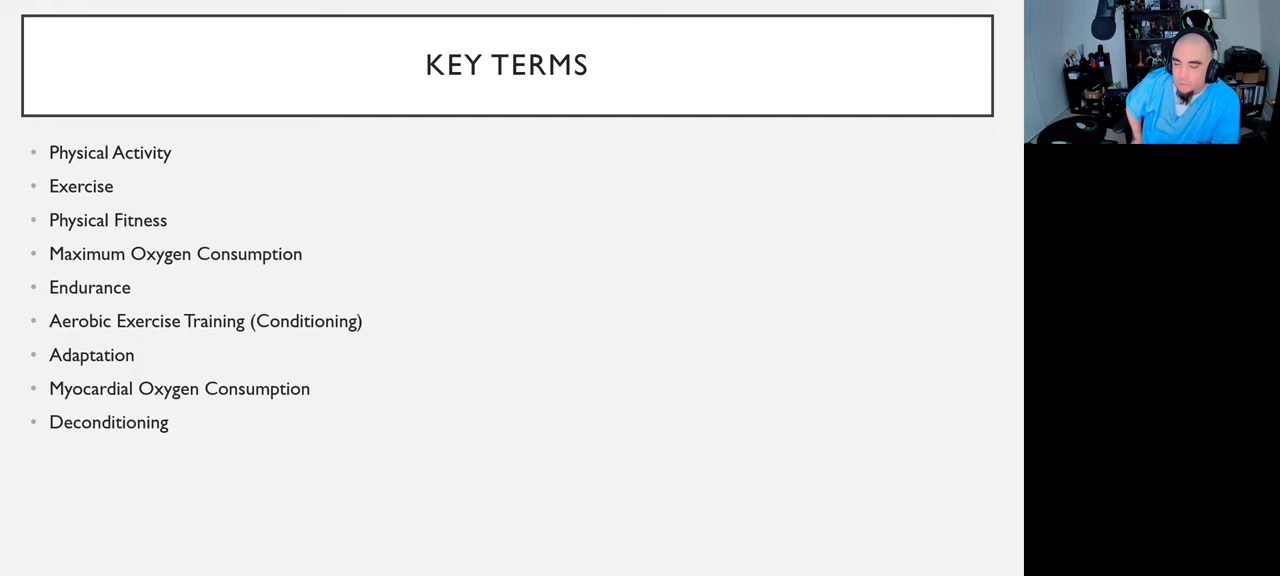 KEY TERMS
Physical Activity
Exercise
Physical Fitness
Maximum Oxygen Consumption
Endurance
Aerobic Exercise Training (Conditioning)
Adaptation
Myocardial Oxygen Consumption
Deconditioning